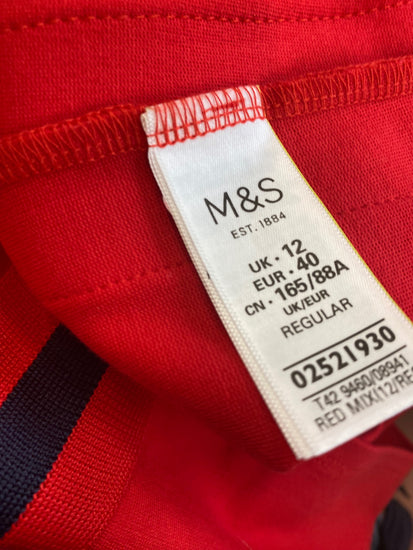 M&S
EST. 1884
UK • 12
EUR • 40
CN • 165/88A
UK/EUR
REGULAR
02521930
T42 9460/08941
RED MIX(12/RE